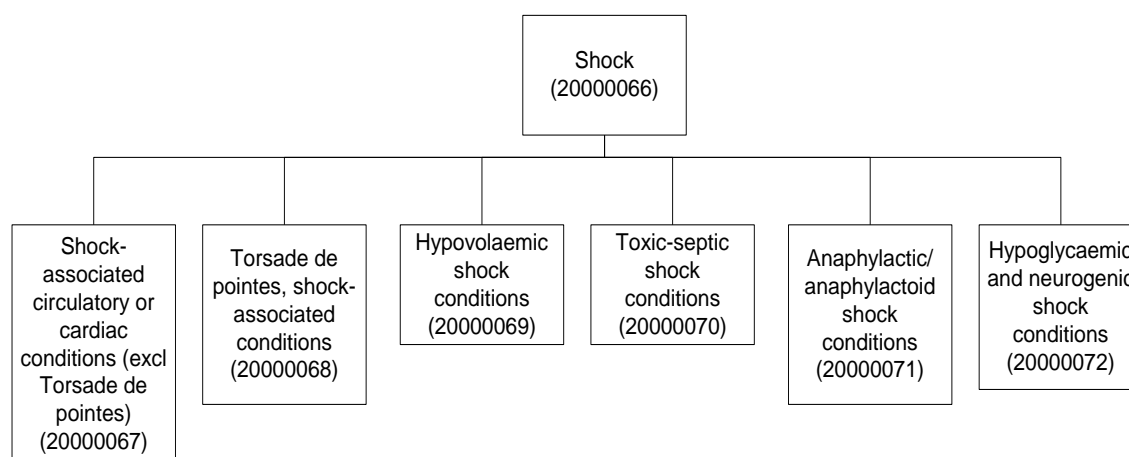 Shock
(20000066)
Shock-
associated
circulatory or
cardiac
conditions (excl
Torsade de
pointes)
(20000067)
Torsade de
pointes, shock-
associated
conditions
(20000068)
Hypovolaemic
shock
conditions
(20000069)
Toxic-septic
shock
conditions
(20000070)
Anaphylactic/
anaphylactoid
shock
conditions
(20000071)
Hypoglycaemic
and neurogenic
shock
conditions
(20000072)